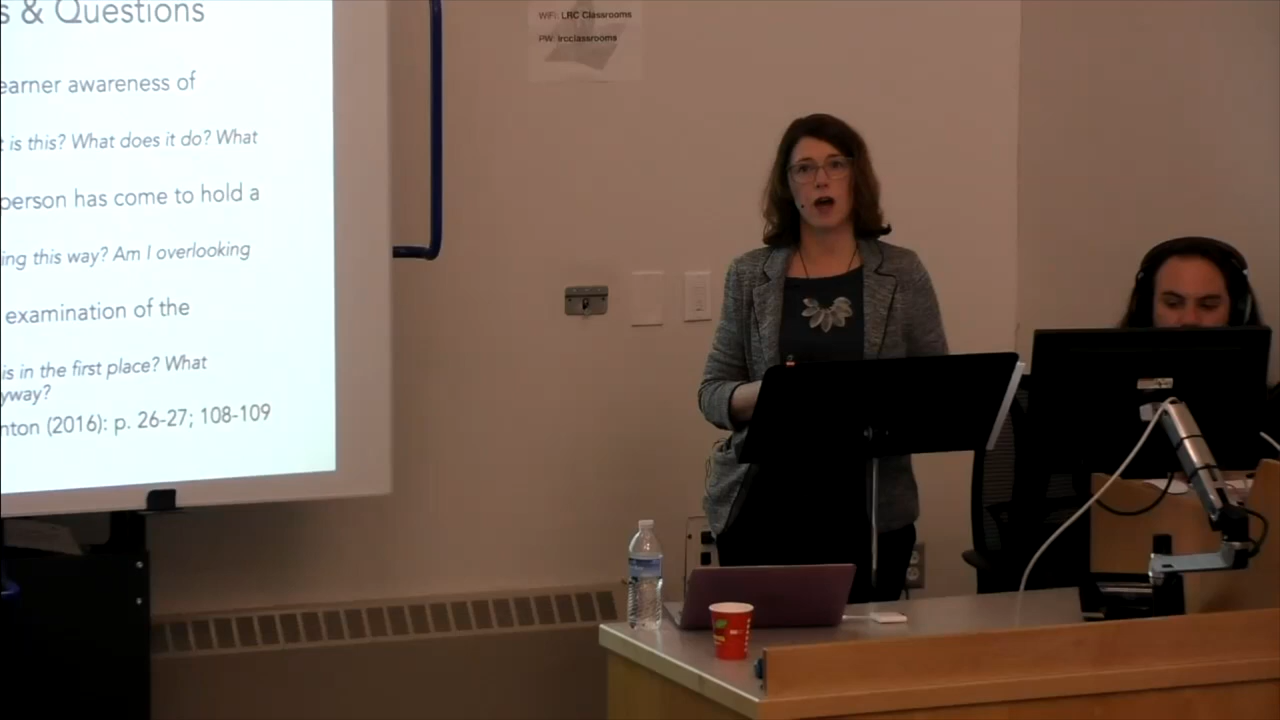 s & Questions
earner awareness of
t is this? What does it do? What
person has come to hold a
ing this way? Am I overlooking
examination of the
is in the first place? What
yway?
nton (2016): p. 26-27; 108-109
WiFi: LRC Classrooms
PW: lrcclassrooms